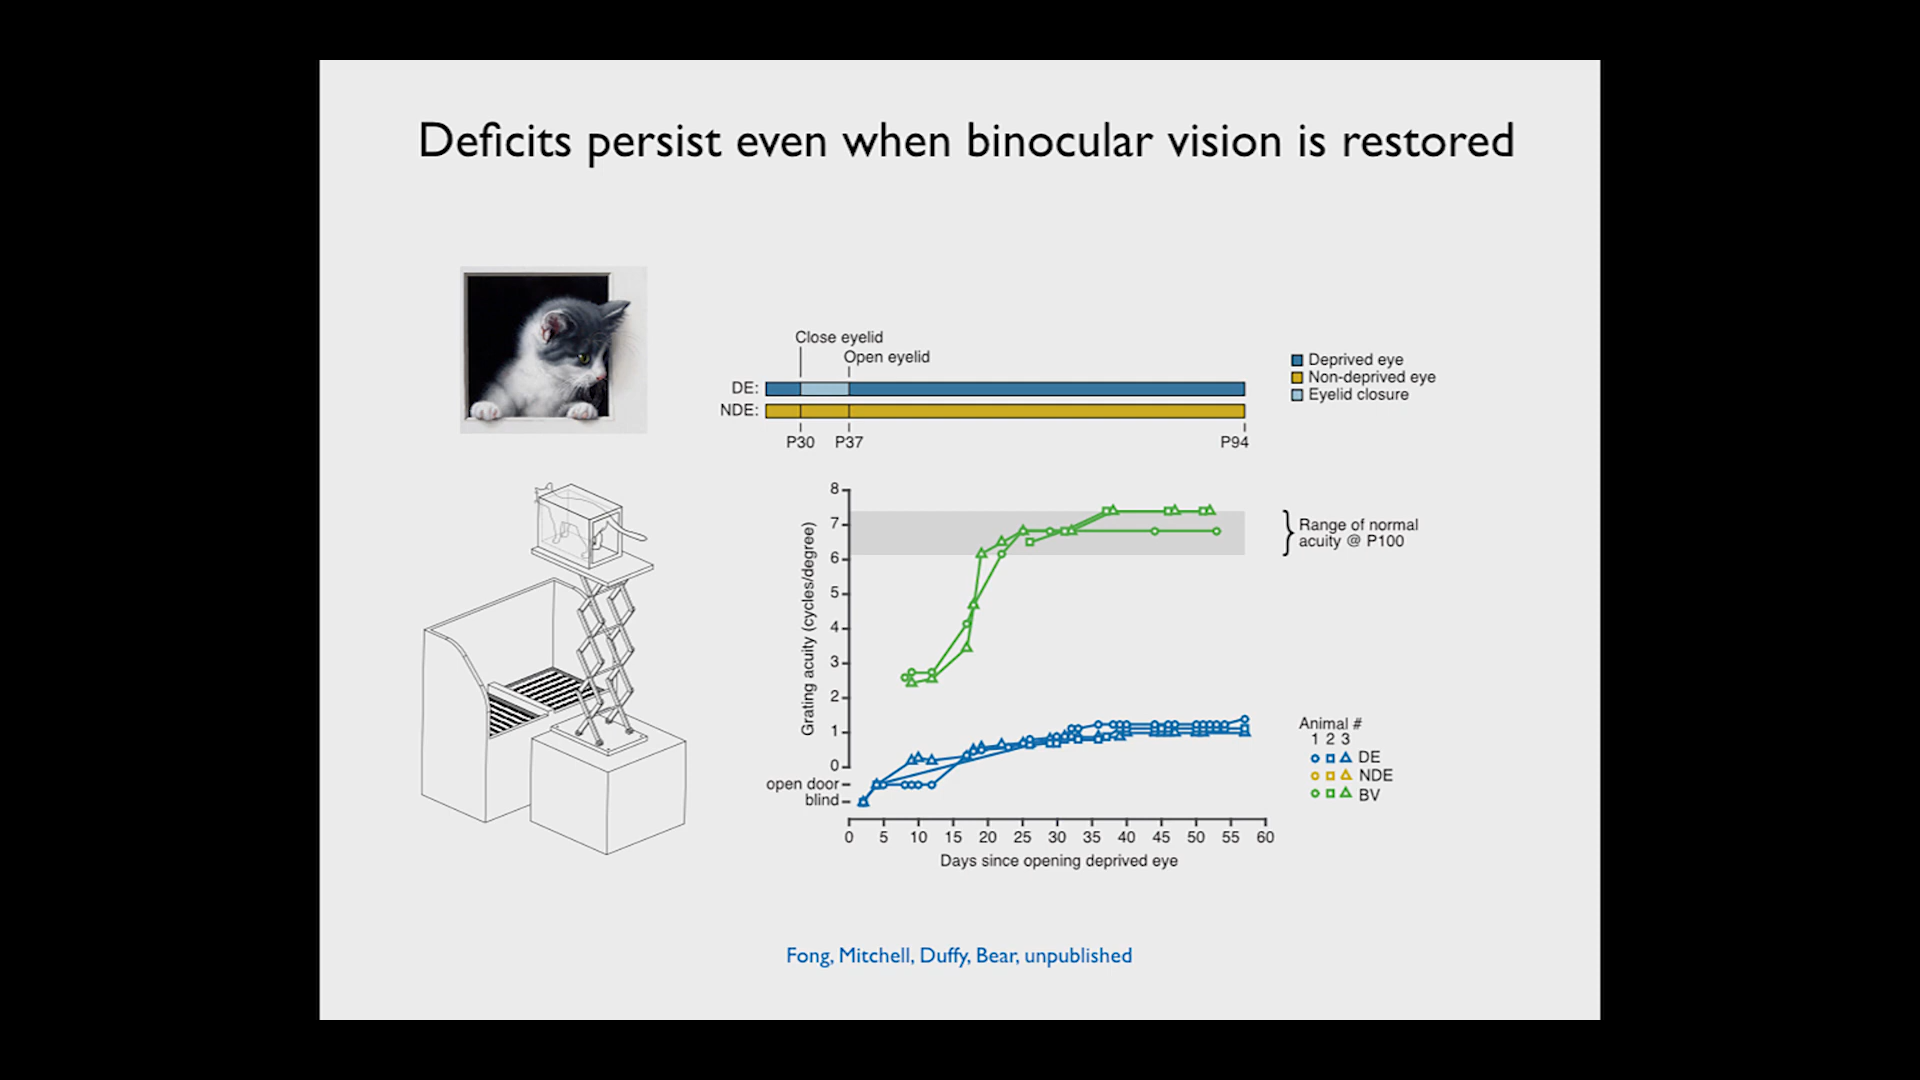 Deficits persist even when binocular vision is restored
Close eyelid
Open eyelid
DE:
NDE:
P30 P37 P94
Deprived eye
Non-deprived eye
Eyelid closure
8
7
6
5
4
3
2
1
0
open door
blind
Grating acuity (cycles/degree)
0 5 10 15 20 25 30 35 40 45 50 55 60
Days since opening deprived eye
Range of normal
acuity @ P100
Animal #
1 2 3
DE
NDE
BV
Fong, Mitchell, Duffy, Bear, unpublished